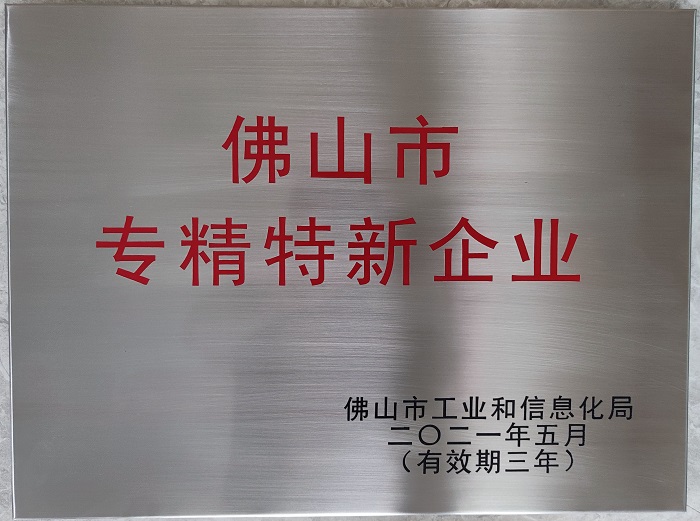 佛山市
专精特新企业
佛山市工业和信息化局
二〇二一年五月
（有效期三年）